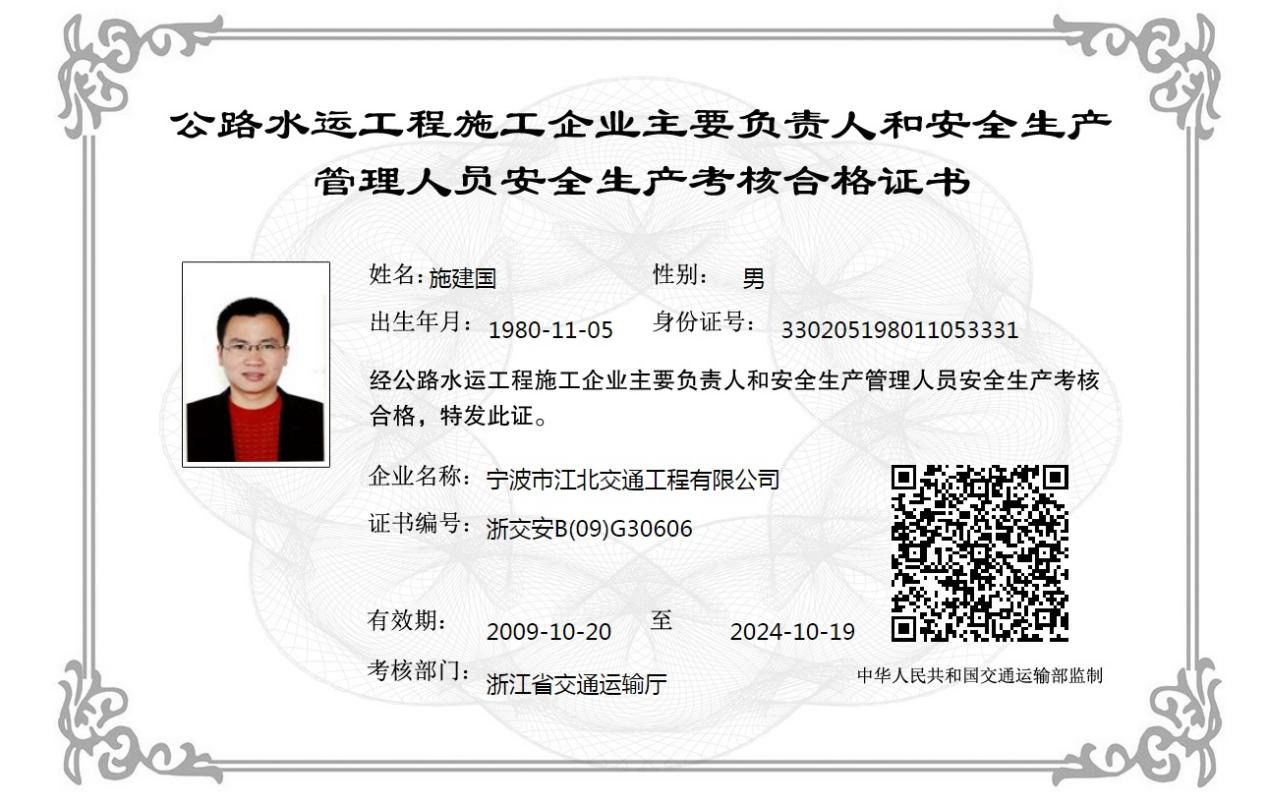 公路水运工程施工企业主要负责人和安全生产
管理人员安全生产考核合格证书
姓名：施建国 性别： 男
出生年月：1980-11-05 身份证号：330205198011053331
经公路水运工程施工企业主要负责人和安全生产管理人员安全生产考核
合格，特发此证。
企业名称：宁波市江北交通工程有限公司
证书编号：浙交安B(09)G30606
有效期： 2009-10-20 至 2024-10-19
考核部门：浙江省交通运输厅
中华人民共和国交通运输部监制